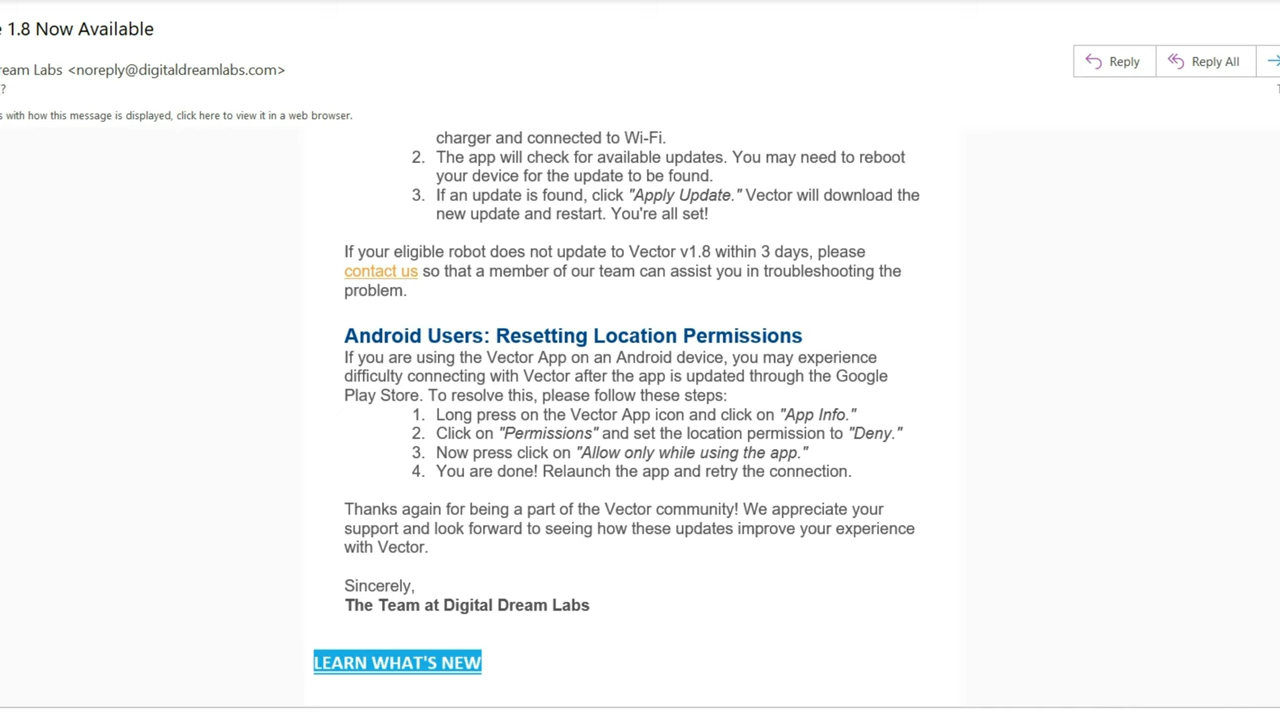 1.8 Now Available
Labs <noreply@digitaldreamlabs.com>
?
Reply
Reply All
with how this message is displayed, click here to view it in a web browser.
charger and connected to Wi-Fi.
2. The app will check for available updates. You may need to reboot
your device for the update to be found.
3. If an update is found, click "Apply Update." Vector will download the
new update and restart. You're all set!
If your eligible robot does not update to Vector v1.8 within 3 days, please
contact us so that a member of our team can assist you in troubleshooting the
problem.
Android Users: Resetting Location Permissions
If you are using the Vector App on an Android device, you may experience
difficulty connecting with Vector after the app is updated through the Google
Play Store. To resolve this, please follow these steps:
1. Long press on the Vector App icon and click on "App Info."
2. Click on "Permissions" and set the location permission to "Deny."
3. Now press click on "Allow only while using the app."
4. You are done! Relaunch the app and retry the connection.
Thanks again for being a part of the Vector community! We appreciate your
support and look forward to seeing how these updates improve your experience
with Vector.
Sincerely,
The Team at Digital Dream Labs
LEARN WHAT'S NEW